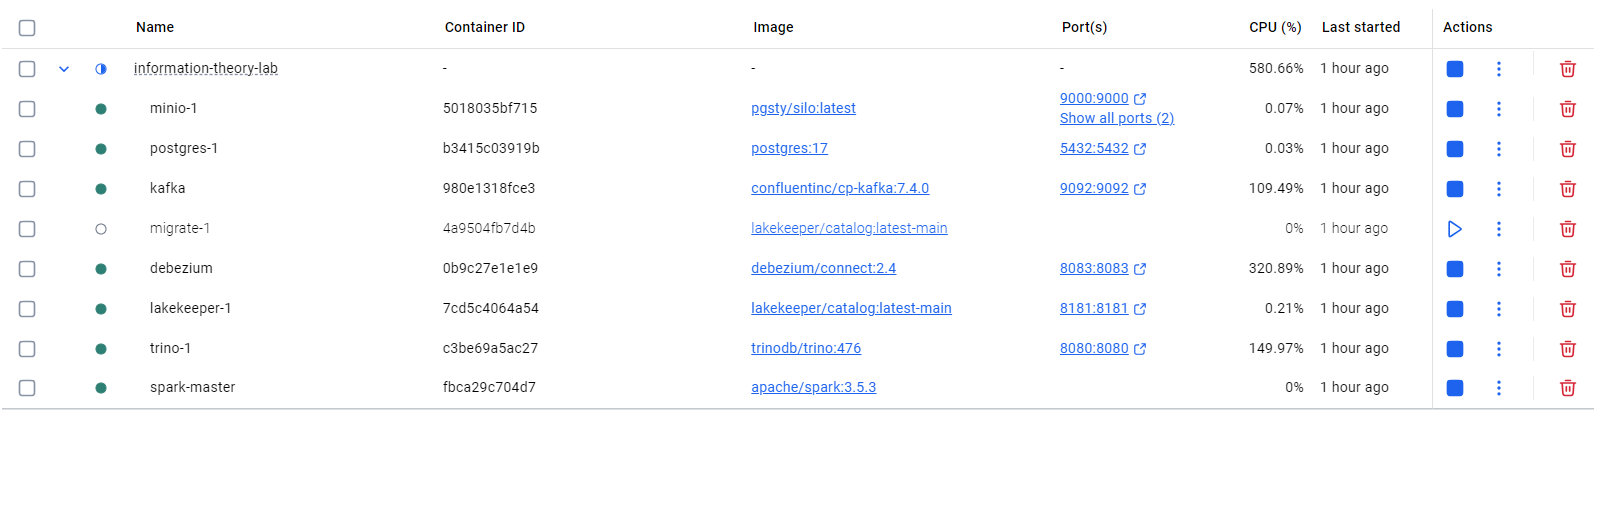 Name Container ID Image Port(s) CPU (%) Last started Actions
information-theory-lab - - - 580.66% 1 hour ago
minio-1 5018035bf715 pgsty/silo:latest 9000:9000 0.07% 1 hour ago
Show all ports (2)
postgres-1 b3415c03919b postgres:17 5432:5432 0.03% 1 hour ago
kafka 980e1318fce3 confluentinc/cp-kafka:7.4.0 9092:9092 109.49% 1 hour ago
migrate-1 4a9504fb7d4b lakekeeper/catalog:latest-main 0% 1 hour ago
debezium 0b9c27e1e1e9 debezium/connect:2.4 8083:8083 320.89% 1 hour ago
lakekeeper-1 7cd5c4064a54 lakekeeper/catalog:latest-main 8181:8181 0.21% 1 hour ago
trino-1 c3be69a5ac27 trinodb/trino:476 8080:8080 149.97% 1 hour ago
spark-master fbca29c704d7 apache/spark:3.5.3 0% 1 hour ago